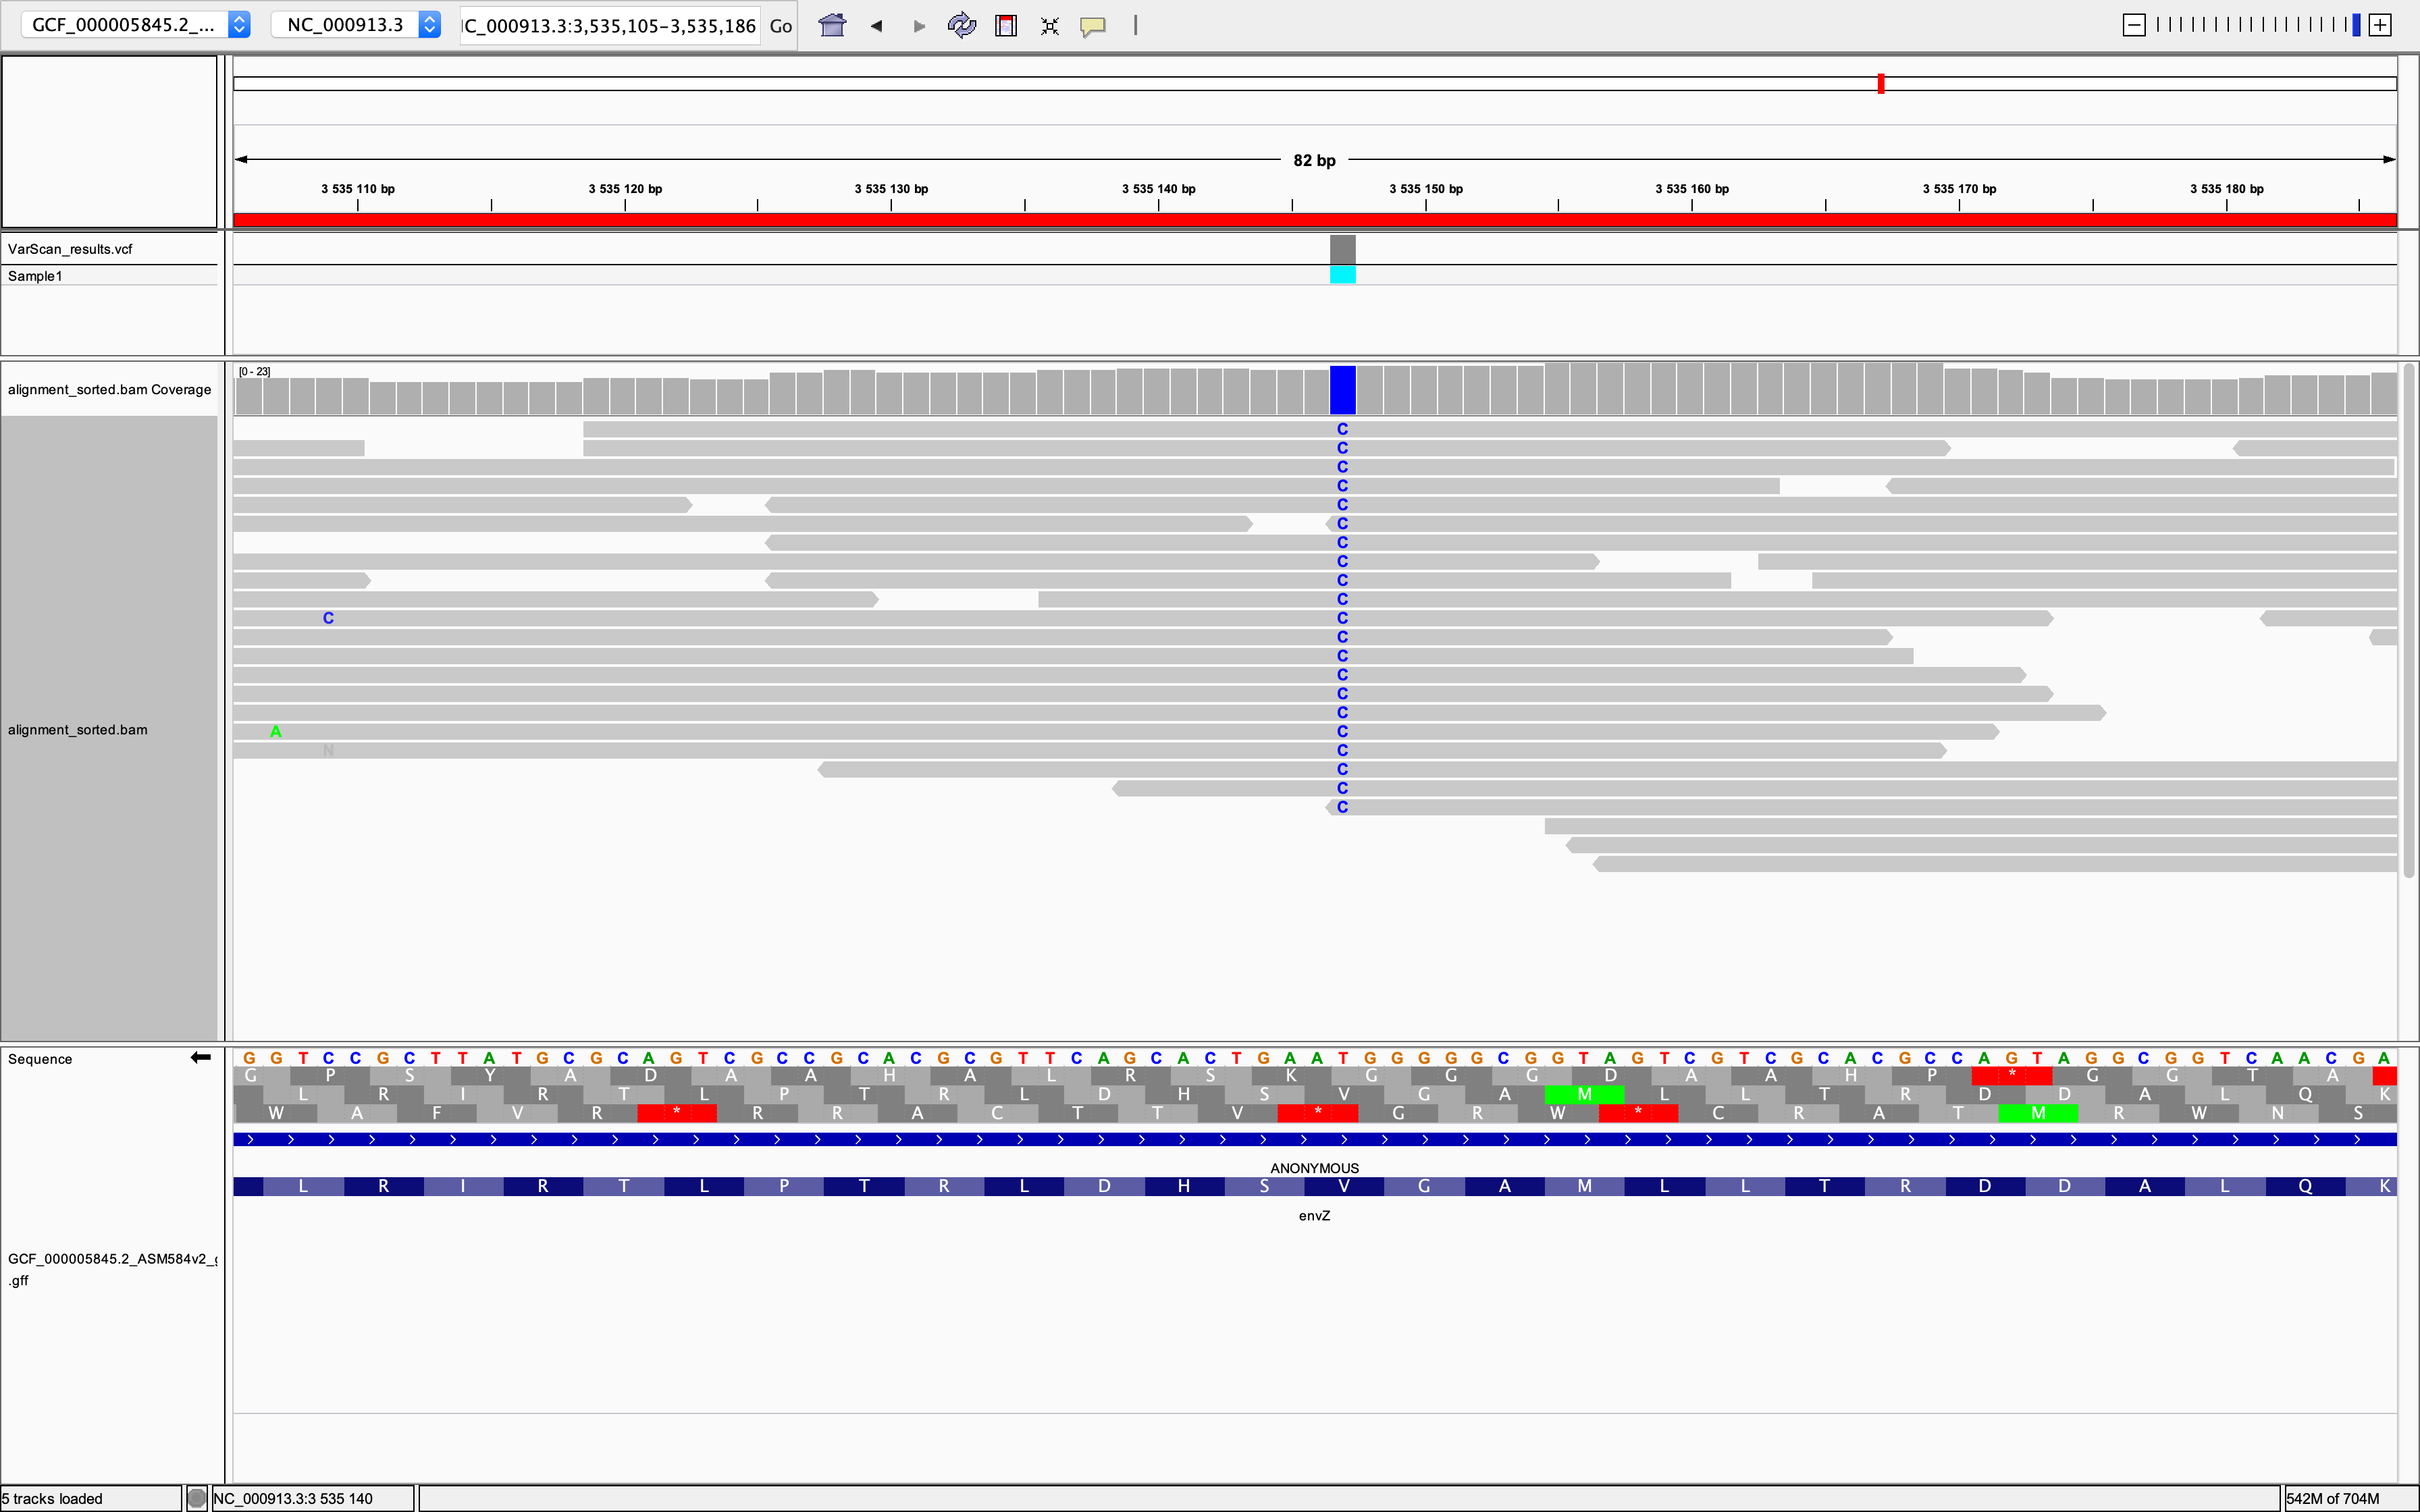 GCF_000005845.2_... NC_000913.3 C_000913.3:3,535,105-3,535,186 Go
82 bp
3 535 110 bp 3 535 120 bp 3 535 130 bp 3 535 140 bp 3 535 150 bp 3 535 160 bp 3 535 170 bp 3 535 180 bp
VarScan_results.vcf
Sample1
[0 - 23]
alignment_sorted.bam Coverage
C
C
C
C
C
C
C
C
C
C
C C
C
C
C
C
C
alignment_sorted.bam A C
N C
C
C
C
Sequence G G T C C G C T T A T G C G C A G T C G C C G C A C G C G T T C A G C A C T G A A T G G G G G C G G T A G T C G T C G C A C G C C A G T A G G C G G T C A A C G A
G P S Y A D A A H A L R S K G G G D A A H P * G G T A
L R I R T L P T R L D H S V G A M L L T R D D A L Q K
W A F V R * R R A C T T V * G R W * C R A T M R W N S
ANONYMOUS
L R I R T L P T R L D H S V G A M L L T R D D A L Q K
envZ
GCF_000005845.2_ASM584v2_
.gff
5 tracks loaded NC_000913.3:3 535 140 542M of 704M